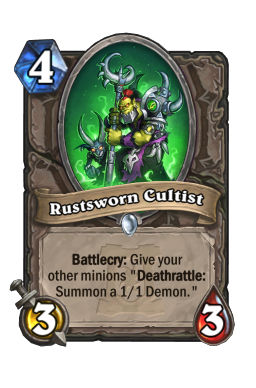 4
Rustsworn Cultist
Battlecry: Give your
other minions "Deathrattle:
Summon a 1/1 Demon."
3 3